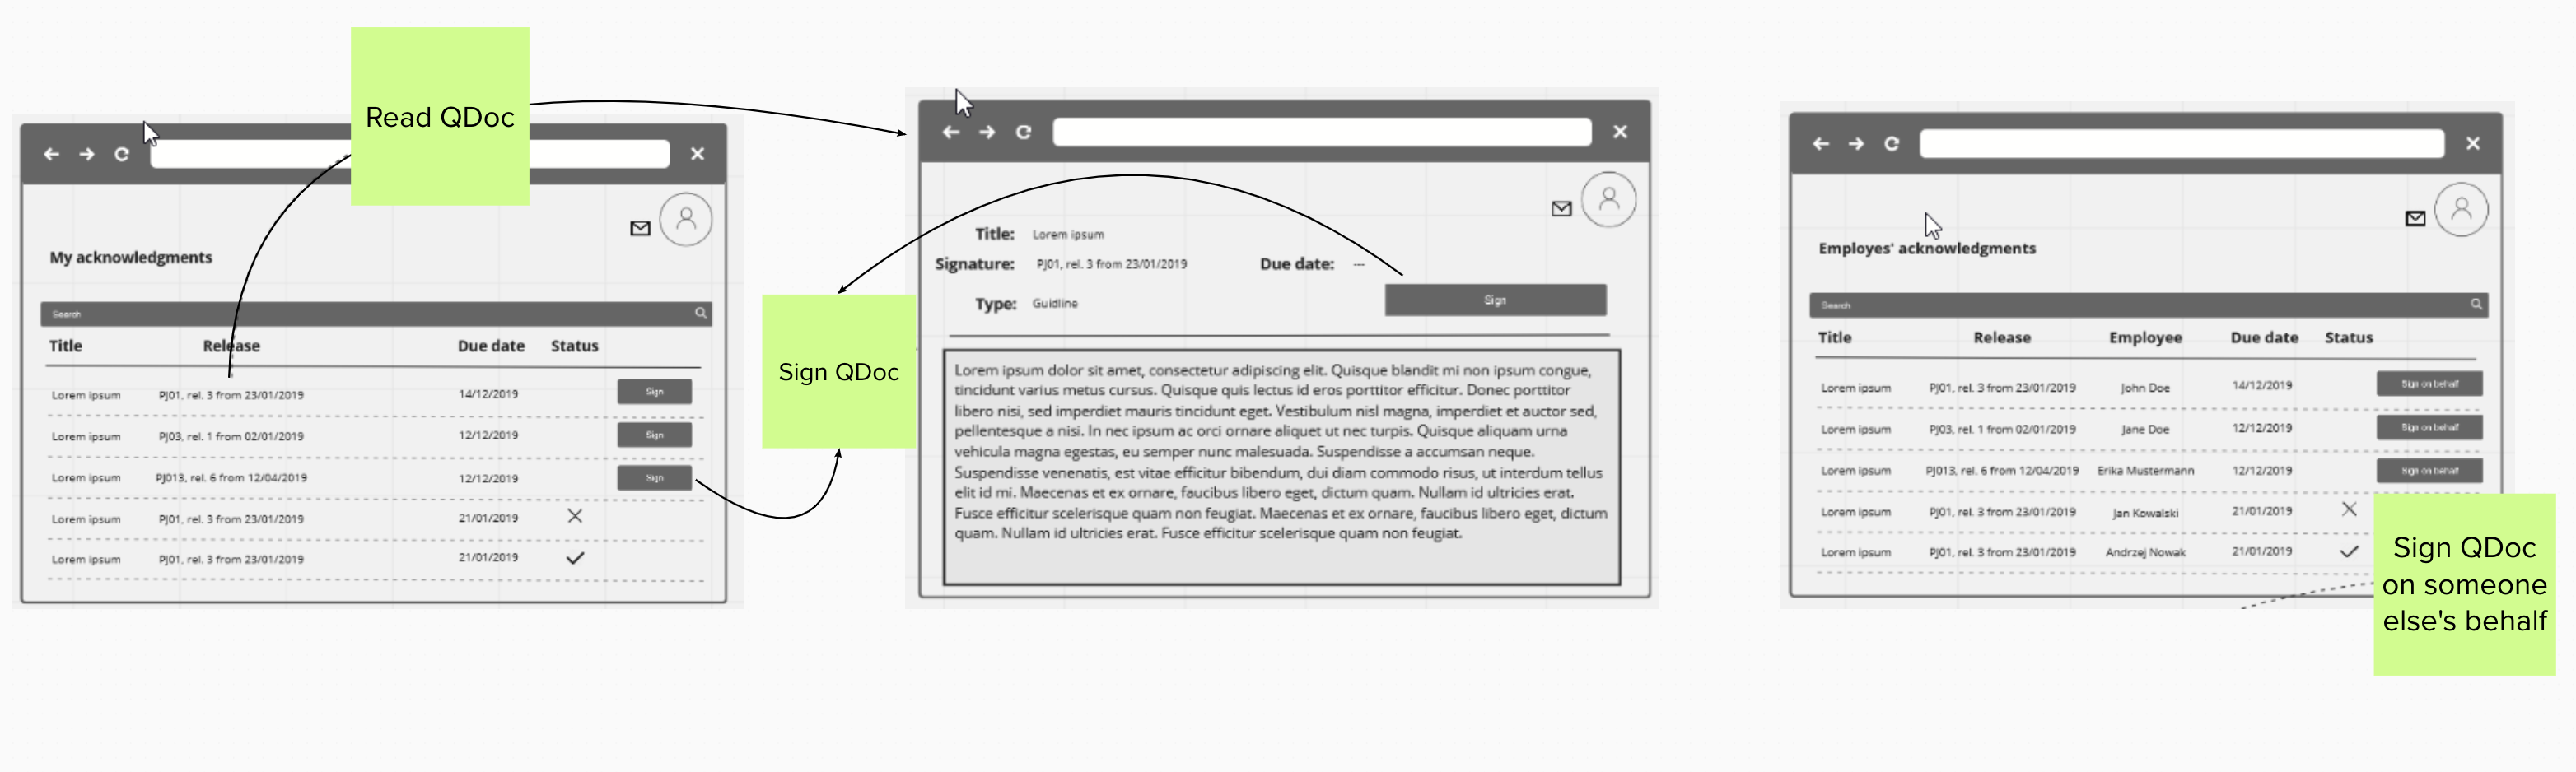 Read QDoc
My acknowledgments
Search
Title Release Due date Status
Lorem ipsum PJ01, rel. 3 from 23/01/2019 14/12/2019 Sign
Lorem ipsum PJ03, rel. 1 from 02/01/2019 12/12/2019 Sign
Lorem ipsum PJ013, rel. 6 from 12/04/2019 12/12/2019 Sign
Lorem ipsum PJ01, rel. 3 from 23/01/2019 21/01/2019
Lorem ipsum PJ01, rel. 3 from 23/01/2019 21/01/2019
Sign QDoc
Title: Lorem ipsum
Signature: PJ01, rel. 3 from 23/01/2019 Due date: ---
Type: Guidline
Sign
Lorem ipsum dolor sit amet, consectetur adipiscing elit. Quisque blandit mi non ipsum congue,
tincidunt varius metus cursus. Quisque quis lectus id eros porttitor efficitur. Donec porttitor
libero nisi, sed imperdiet mauris tincidunt eget. Vestibulum nisl magna, imperdiet et auctor sed,
pellentesque a nisi. In nec ipsum ac orci ornare aliquet ut nec turpis. Quisque aliquam urna
vehicula magna egestas, eu semper nunc malesuada. Suspendisse a accumsan neque.
Suspendisse venenatis, est vitae efficitur bibendum, dui diam commodo risus, ut interdum tellus
elit id mi. Maecenas et ex ornare, faucibus libero eget, dictum quam. Nullam id ultricies erat.
Fusce efficitur scelerisque quam non feugiat. Maecenas et ex ornare, faucibus libero eget, dictum
quam. Nullam id ultricies erat. Fusce efficitur scelerisque quam non feugiat.
Employes' acknowledgments
Search
Title Release Employee Due date Status
Lorem ipsum PJ01, rel. 3 from 23/01/2019 John Doe 14/12/2019 Sign on behalf
Lorem ipsum PJ03, rel. 1 from 02/01/2019 Jane Doe 12/12/2019 Sign on behalf
Lorem ipsum PJ013, rel. 6 from 12/04/2019 Erika Mustermann 12/12/2019 Sign on behalf
Lorem ipsum PJ01, rel. 3 from 23/01/2019 Jan Kowalski 21/01/2019
Lorem ipsum PJ01, rel. 3 from 23/01/2019 Andrzej Nowak 21/01/2019
Sign QDoc
on someone
else's behalf